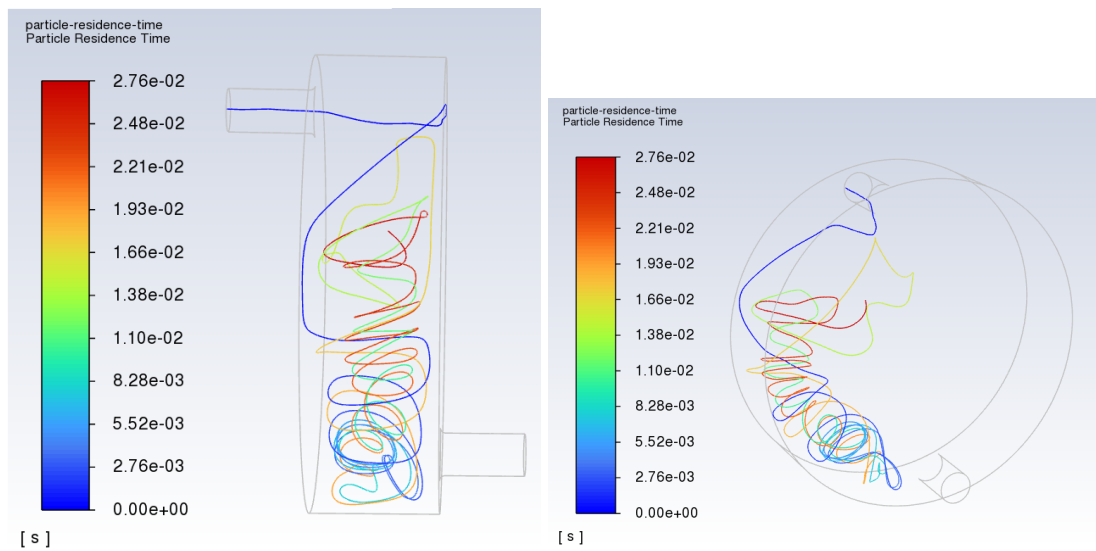 particle-residence-time
Particle Residence Time
2.76e-02
2.48e-02
2.21e-02
1.93e-02
1.66e-02
1.38e-02
1.10e-02
8.28e-03
5.52e-03
2.76e-03
0.00e+00
[ s ]
particle-residence-time
Particle Residence Time
2.76e-02
2.48e-02
2.21e-02
1.93e-02
1.66e-02
1.38e-02
1.10e-02
8.28e-03
5.52e-03
2.76e-03
0.00e+00
[ s ]